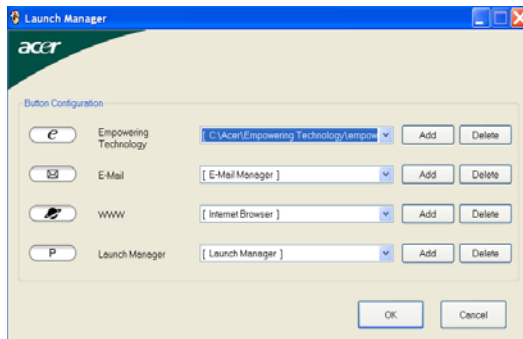 Launch Manager
acer
Button Configuration
e Empowering Technology [ C:\Acer\Empowering Technology\empow Add Delete
E-Mail [ E-Mail Manager ] Add Delete
WWW [ Internet Browser ] Add Delete
P Launch Manager [ Launch Manager ] Add Delete
OK Cancel